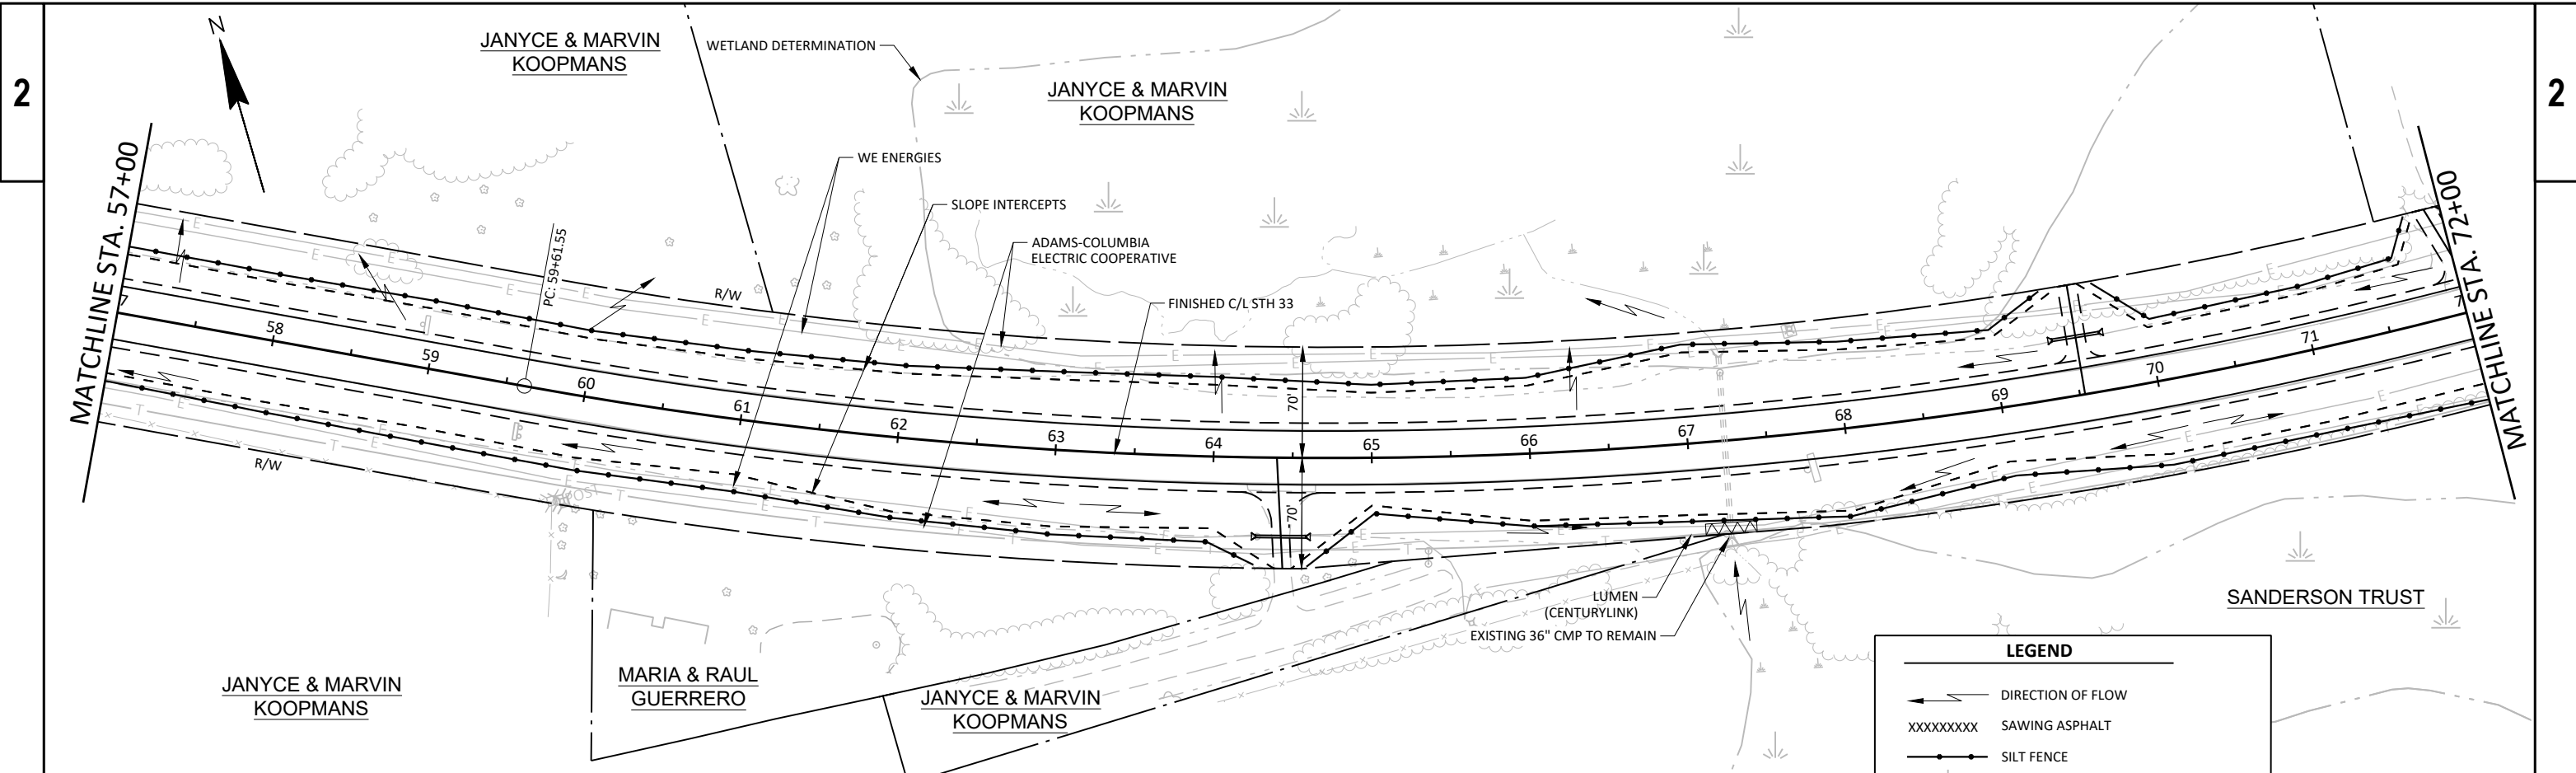 2
2
N
JANYCE & MARVIN
KOOPMANS
WETLAND DETERMINATION
JANYCE & MARVIN
KOOPMANS
MATCHLINE STA. 57+00
MATCHLINE STA. 72+00
WE ENERGIES
SLOPE INTERCEPTS
ADAMS-COLUMBIA
ELECTRIC COOPERATIVE
PC: 59+61.55
R/W
FINISHED C/L STH 33
7
58
59
60
61
62
63
64
65
66
67
68
69
70
71
7
70'
70'
R/W
POST
E
T
LUMEN
(CENTURYLINK)
EXISTING 36" CMP TO REMAIN
SANDERSON TRUST
JANYCE & MARVIN
KOOPMANS
MARIA & RAUL
GUERRERO
JANYCE & MARVIN
KOOPMANS
LEGEND
DIRECTION OF FLOW
XXXXXXXXX SAWING ASPHALT
SILT FENCE